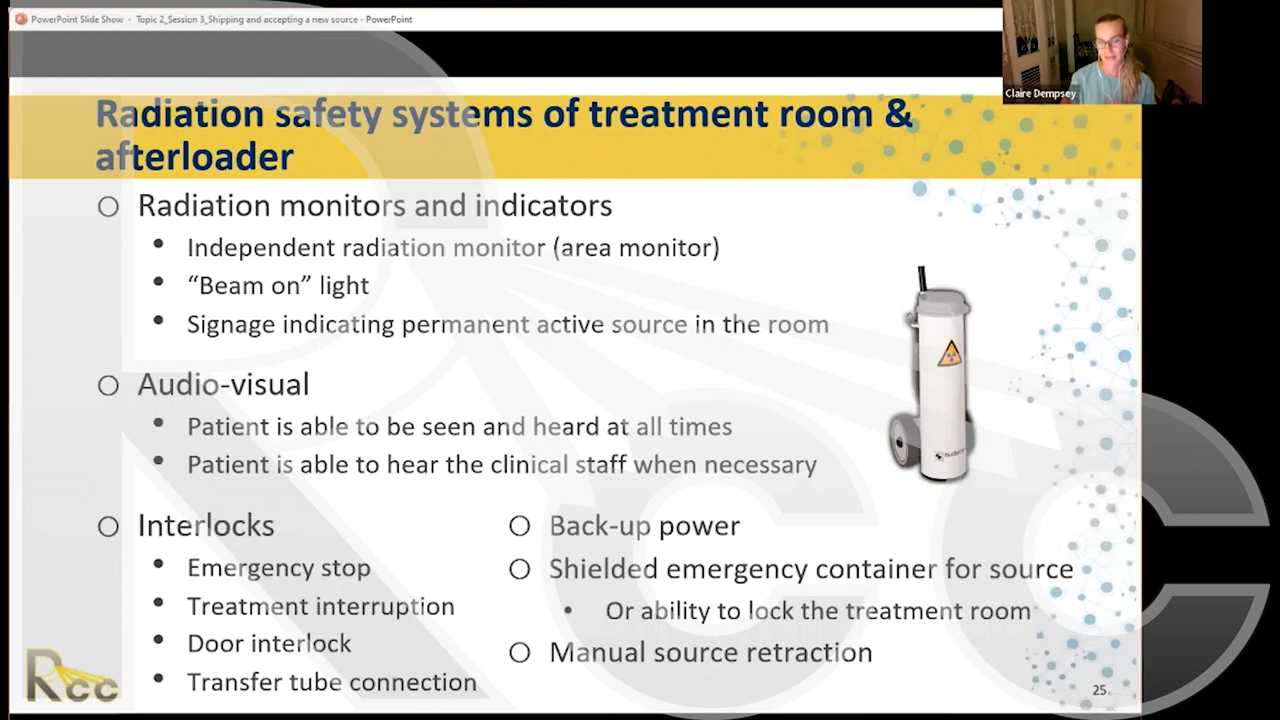 PowerPoint Slide Show - Topic 2_Session 3_Shipping and accepting a new source - PowerPoint
Claire Dempsey
Radiation safety systems of treatment room &
afterloader
Radiation monitors and indicators
Independent radiation monitor (area monitor)
“Beam on” light
Signage indicating permanent active source in the room
Audio-visual
Patient is able to be seen and heard at all times
Patient is able to hear the clinical staff when necessary
Interlocks
Emergency stop
Treatment interruption
Door interlock
Transfer tube connection
Back-up power
Shielded emergency container for source
Or ability to lock the treatment room
Manual source retraction
Rcc
25
Rcc